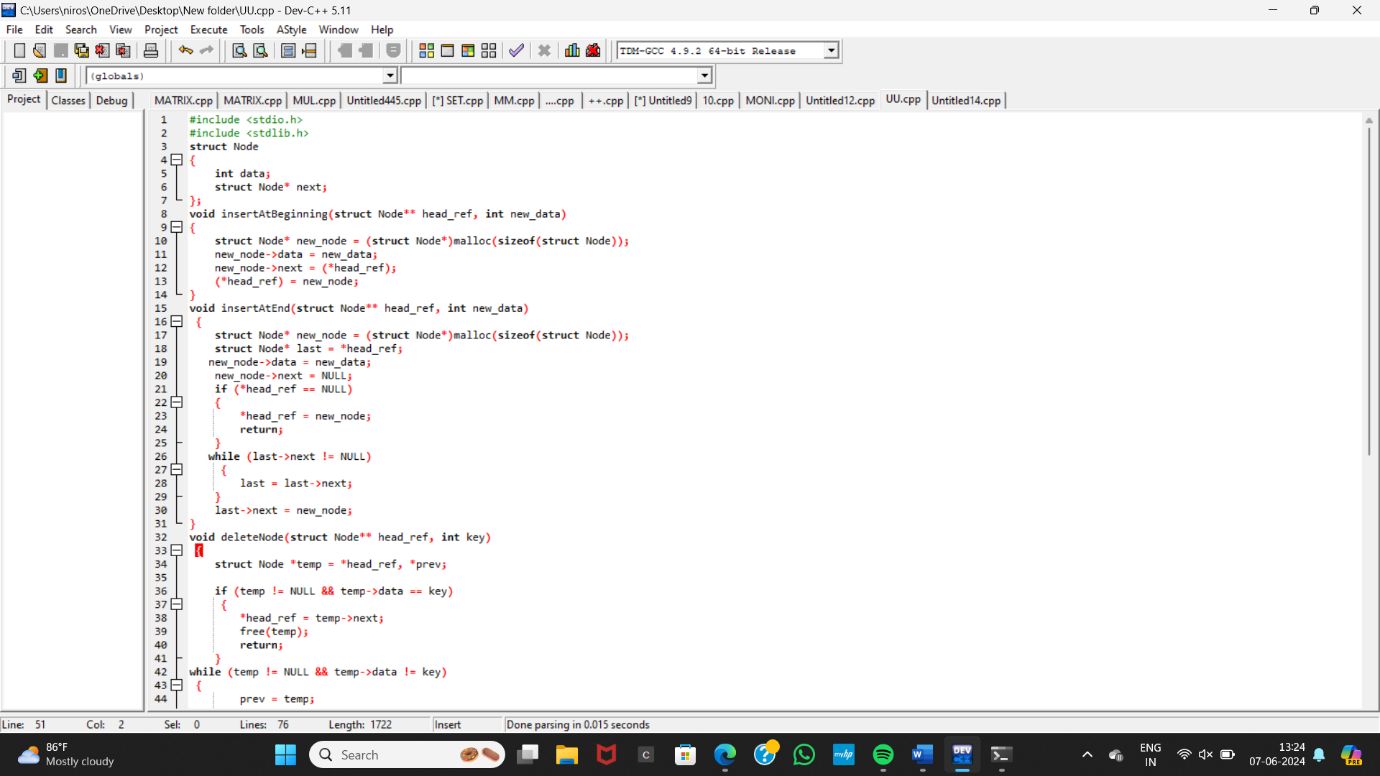 C:\Users\niros\OneDrive\Desktop\New folder\UU.cpp - Dev-C++ 5.11
File Edit Search View Project Execute Tools AStyle Window Help
TDM-GCC 4.9.2 64-bit Release
(globals)
Project Classes Debug MATRIX.cpp MATRIX.cpp MUL.cpp Untitled445.cpp [*] SET.cpp MM.cpp ....cpp ++.cpp [*] Untitled9 10.cpp MONI.cpp Untitled12.cpp UU.cpp Untitled14.cpp
1 #include <stdio.h>
2 #include <stdlib.h>
3 struct Node
4 {
5 int data;
6 struct Node* next;
7 };
8 void insertAtBeginning(struct Node** head_ref, int new_data)
9 {
10 struct Node* new_node = (struct Node*)malloc(sizeof(struct Node));
11 new_node->data = new_data;
12 new_node->next = (*head_ref);
13 (*head_ref) = new_node;
14 }
15 void insertAtEnd(struct Node** head_ref, int new_data)
16 {
17 struct Node* new_node = (struct Node*)malloc(sizeof(struct Node));
18 struct Node* last = *head_ref;
19 new_node->data = new_data;
20 new_node->next = NULL;
21 if (*head_ref == NULL)
22 {
23 *head_ref = new_node;
24 return;
25 }
26 while (last->next != NULL)
27 {
28 last = last->next;
29 }
30 last->next = new_node;
31 }
32 void deleteNode(struct Node** head_ref, int key)
33 {
34 struct Node *temp = *head_ref, *prev;
35
36 if (temp != NULL && temp->data == key)
37 {
38 *head_ref = temp->next;
39 free(temp);
40 return;
41 }
42 while (temp != NULL && temp->data != key)
43 {
44 prev = temp;
Line: 51 Col: 2 Sel: 0 Lines: 76 Length: 1722 Insert Done parsing in 0.015 seconds
86°F
Mostly cloudy
Search
ENG
IN
13:24
07-06-2024